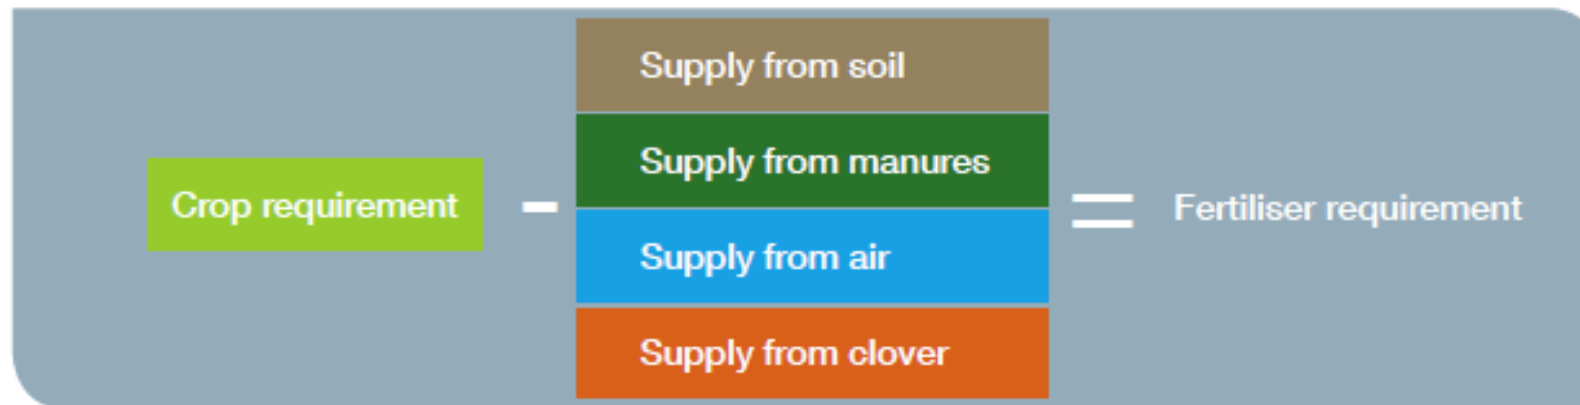 Crop requirement
-
Supply from soil
Supply from manures
Supply from air
Supply from clover
=
Fertiliser requirement